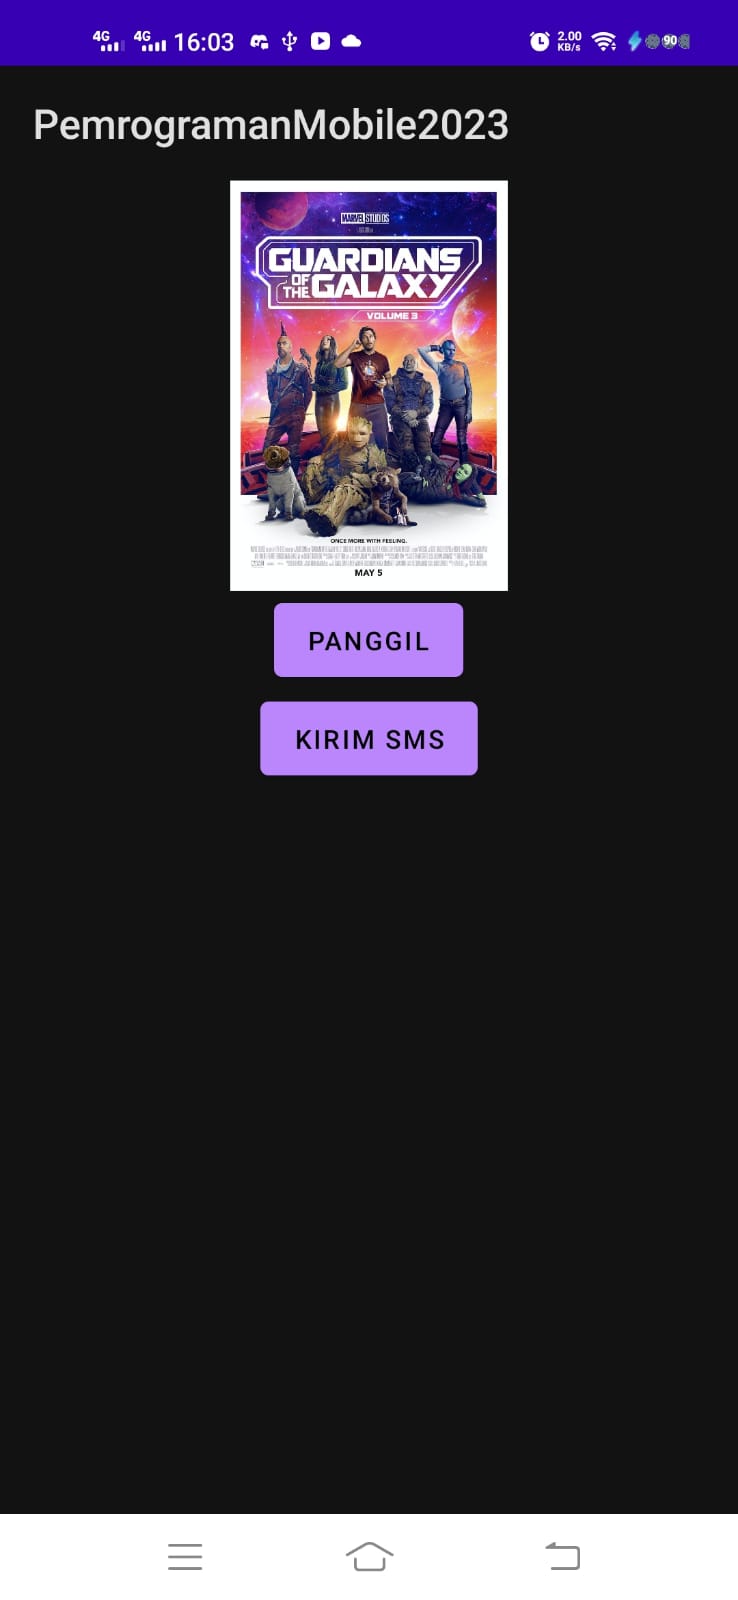 4G 4G 16:03 2.00 KB/s 90
PemrogramanMobile2023
MARVEL STUDIOS
GUARDIANS
OF THE GALAXY
VOLUME 3
ONCE MORE WITH FEELING.
MAY 5
PANGGIL
KIRIM SMS